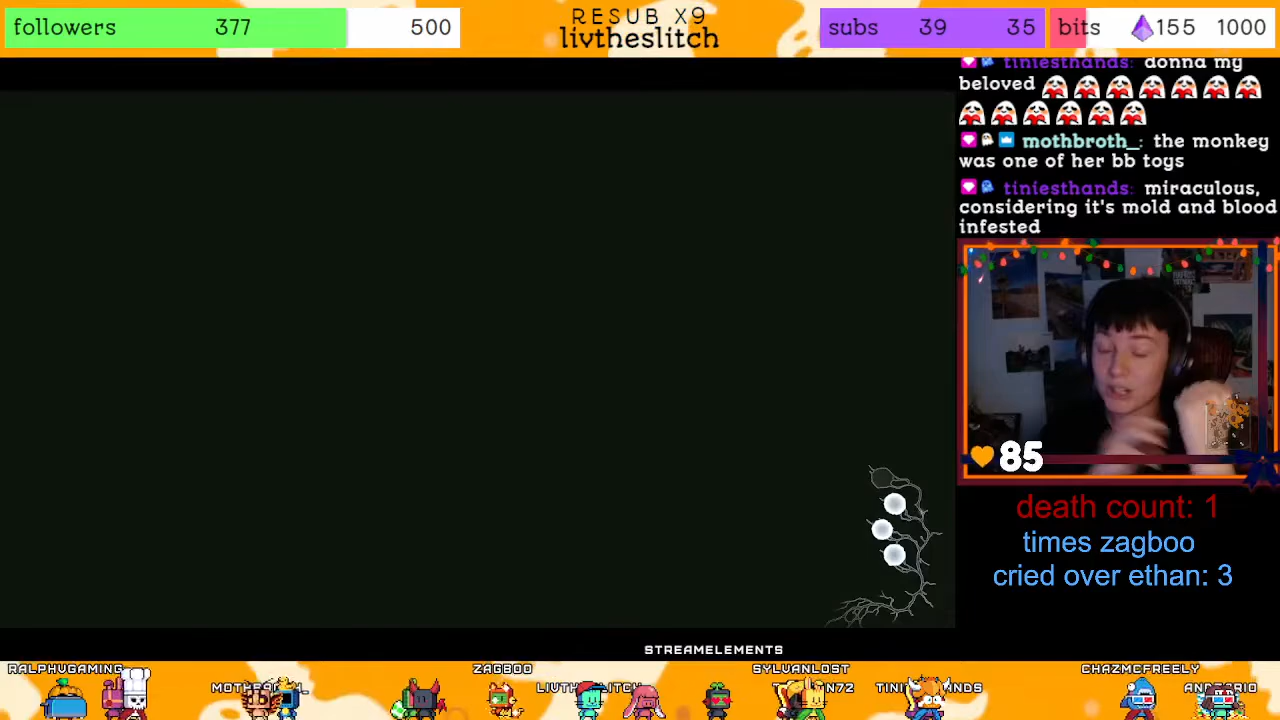 followers 377 500
RESUB X9
livtheslitch
subs 39 35
bits 155 1000
tiniesthands: donna my
beloved
mothbroth_: the monkey
was one of her bb toys
tiniesthands: miraculous,
considering it's mold and blood
infested
85
death count: 1
times zagboo
cried over ethan: 3
STREAMELEMENTS
RALPHVGAMING
ZAGBOO
SYLVANLOST
CHAZMCFREELY